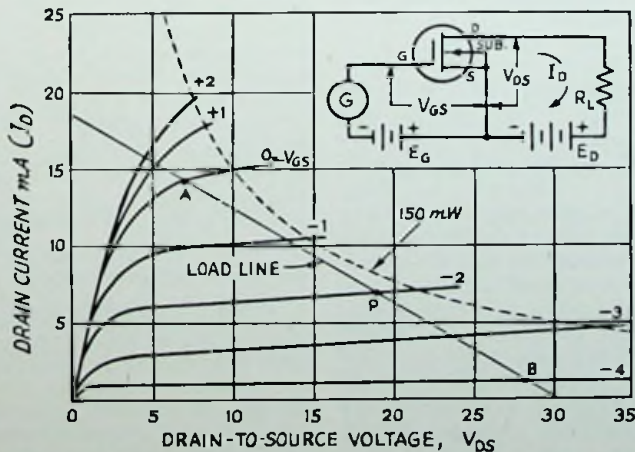 DRAIN CURRENT mA (ID)
25
20
15
10
5
0
5
10
15
20
25
30
35
DRAIN-TO-SOURCE VOLTAGE, VDS
+2
+1
0=VGS
-1
-2
-3
-4
A
P
B
LOAD LINE
150 mW
G
G
D
SUB.
S
VGS
VDS
ID
RL
- +
EG
- +
ED